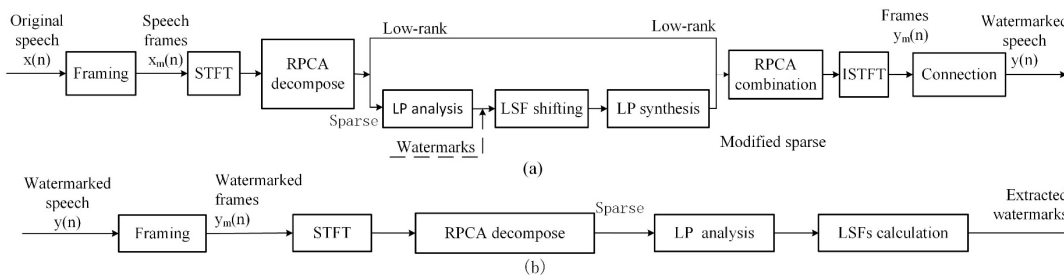 Original
speech
x(n)
Framing
Speech
frames
xₘ(n)
STFT
RPCA
decompose
Low-rank
Low-rank
Sparse
LP analysis
Watermarks
LSF shifting
LP synthesis
Modified sparse
RPCA
combination
ISTFT
Frames
yₘ(n)
Connection
Watermarked
speech
y(n)
(a)
Watermarked
speech
y(n)
Framing
Watermarked
frames
yₘ(n)
STFT
RPCA decompose
Sparse
LP analysis
LSFs calculation
Extracted
watermarks
(b)